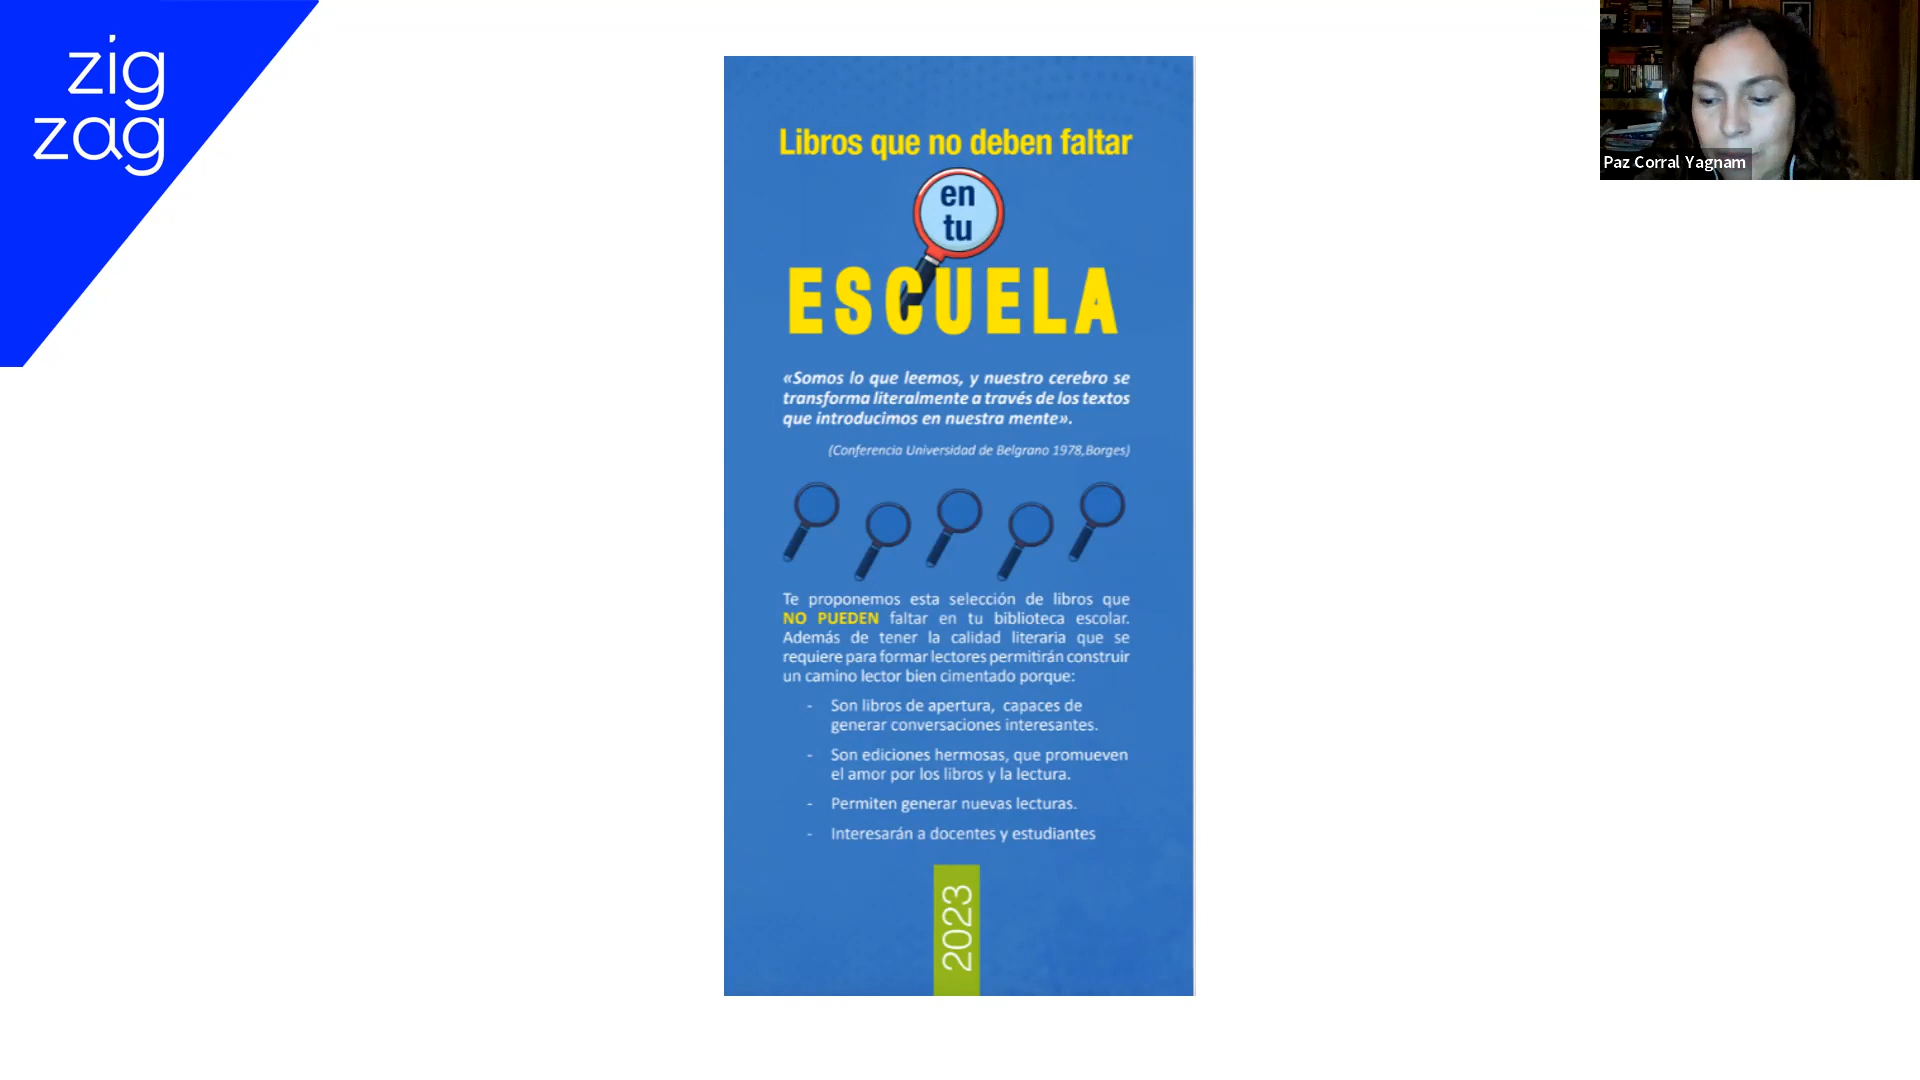 zig
zag
Libros que no deben faltar
en
tu
ESCUELA
«Somos lo que leemos, y nuestro cerebro se
transforma literalmente a través de los textos
que introducimos en nuestra mente».
(Conferencia Universidad de Belgrano 1978,Borges)
Te proponemos esta selección de libros que
NO PUEDEN faltar en tu biblioteca escolar.
Además de tener la calidad literaria que se
requiere para formar lectores permitirán construir
un camino lector bien cimentado porque:
- Son libros de apertura, capaces de
generar conversaciones interesantes.
- Son ediciones hermosas, que promueven
el amor por los libros y la lectura.
- Permiten generar nuevas lecturas.
- Interesarán a docentes y estudiantes
2023
Paz Corral Yagnam